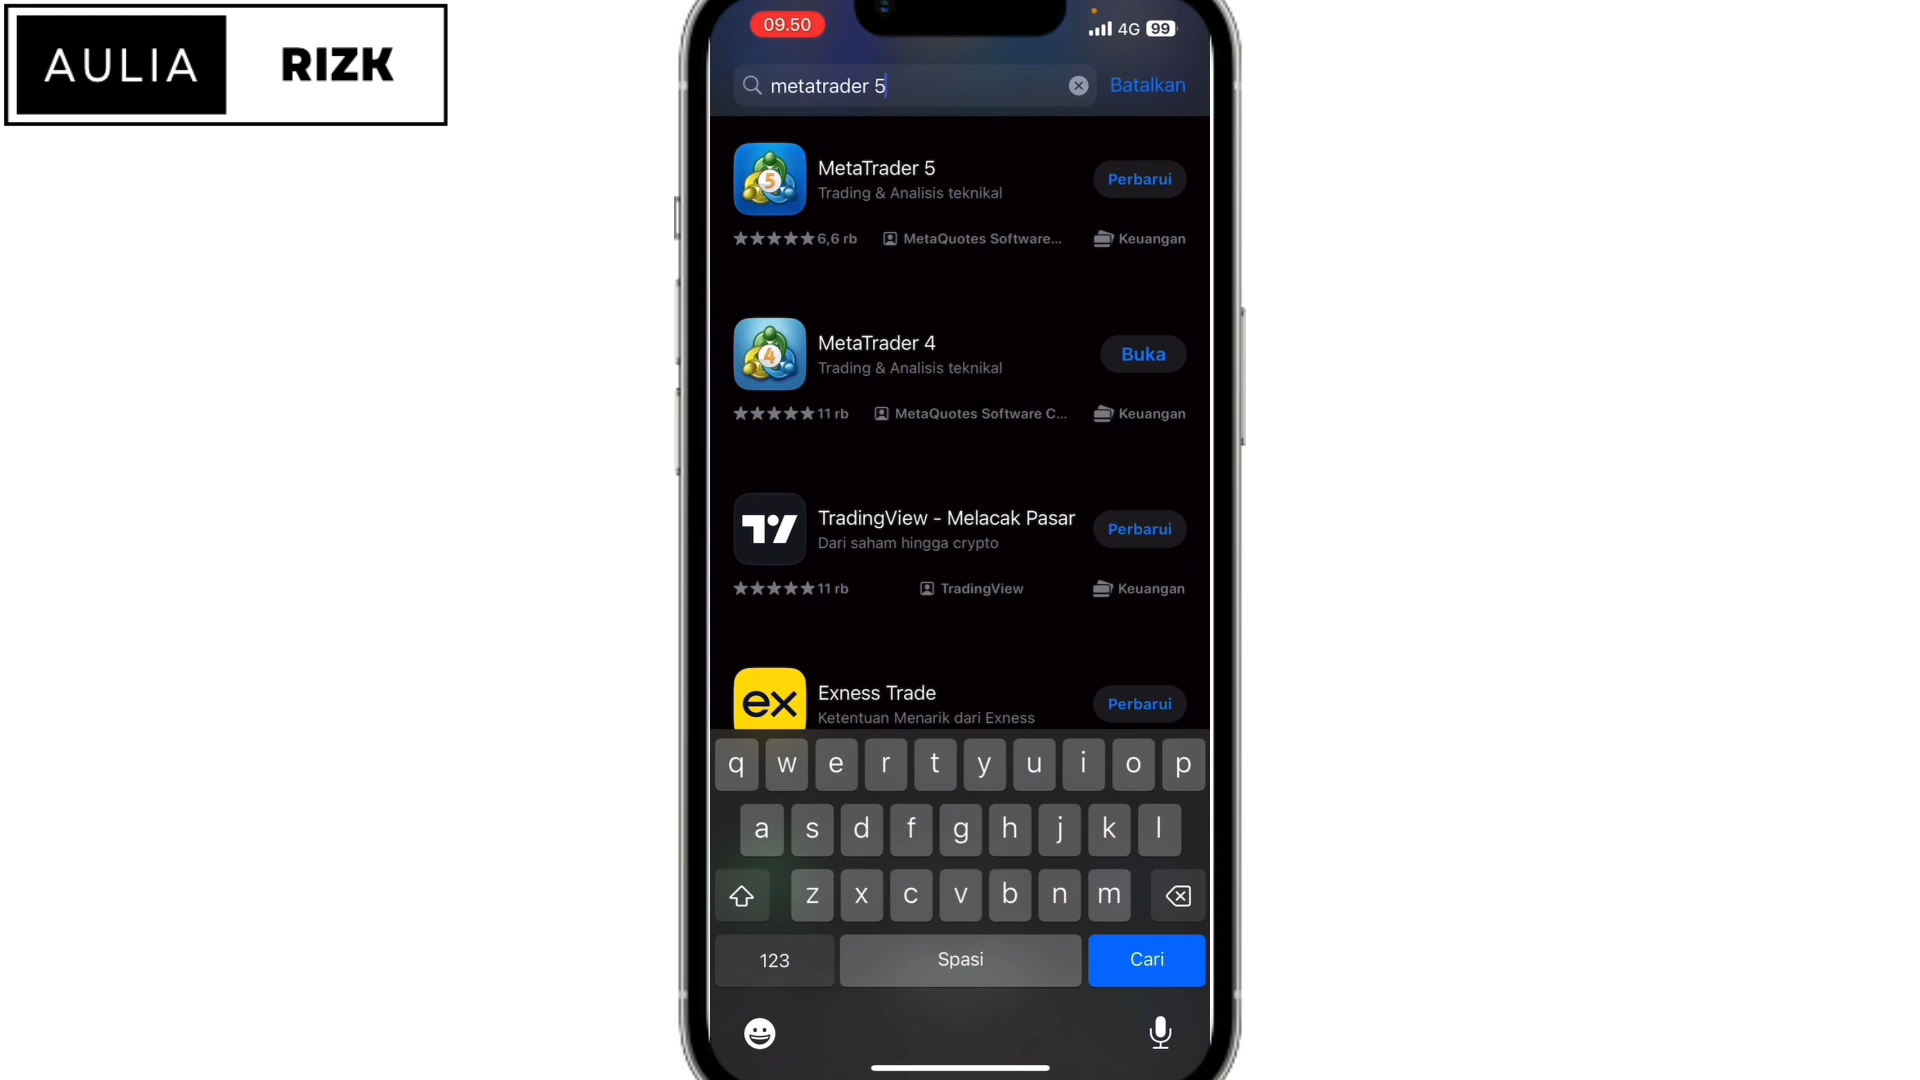 AULIA RIZK
09.50 4G 99
metatrader 5 Batalkan
5
MetaTrader 5
Trading & Analisis teknikal
Perbarui
6,6 rb MetaQuotes Software... Keuangan
4
MetaTrader 4
Trading & Analisis teknikal
Buka
11 rb MetaQuotes Software C... Keuangan
TradingView - Melacak Pasar
Dari saham hingga crypto
Perbarui
11 rb TradingView Keuangan
ex
Exness Trade
Ketentuan Menarik dari Exness
Perbarui
q w e r t y u i o p
a s d f g h j k l
z x c v b n m
123 Spasi Cari